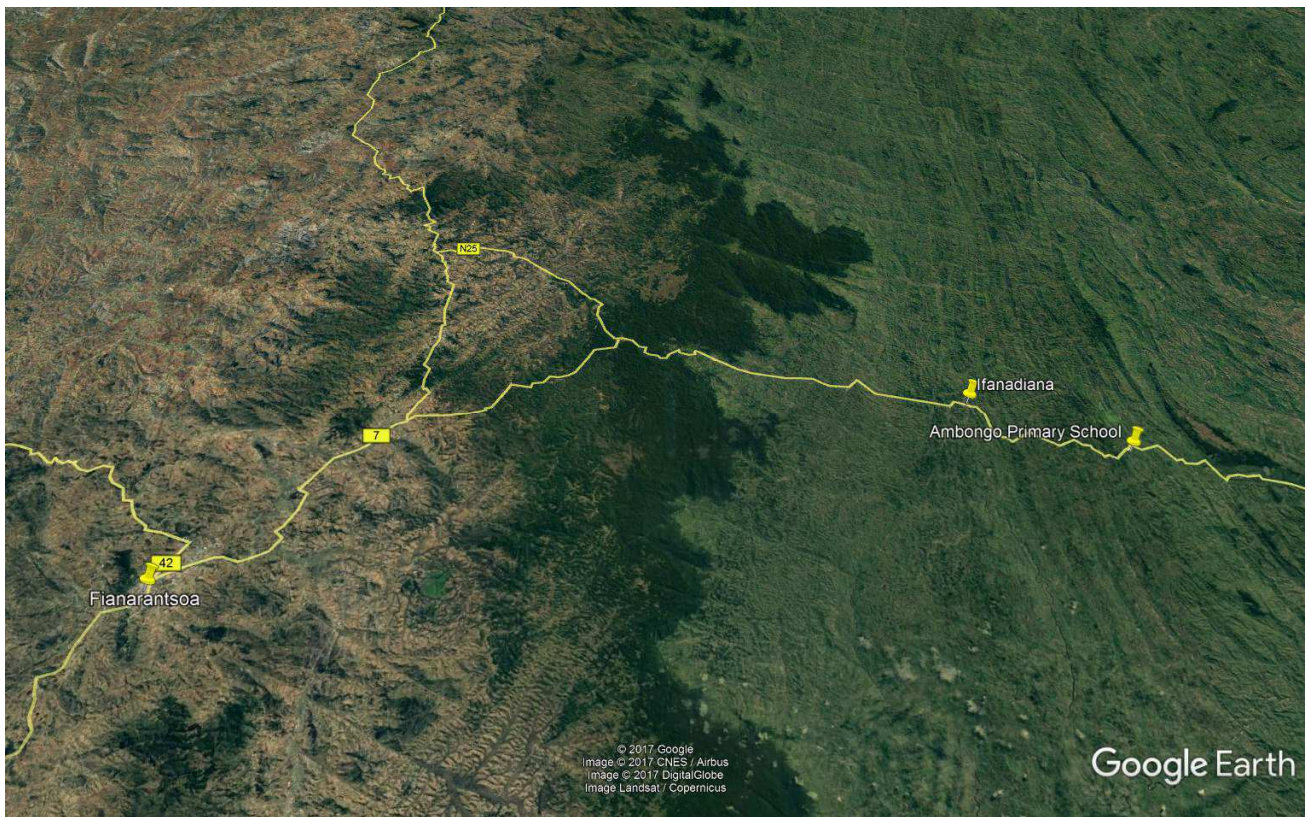 N25
Ifanadiana
Ambongo Primary School
7
42
Fianarantsoa
© 2017 Google
Image © 2017 CNES / Airbus
Image © 2017 DigitalGlobe
Image Landsat / Copernicus
Google Earth